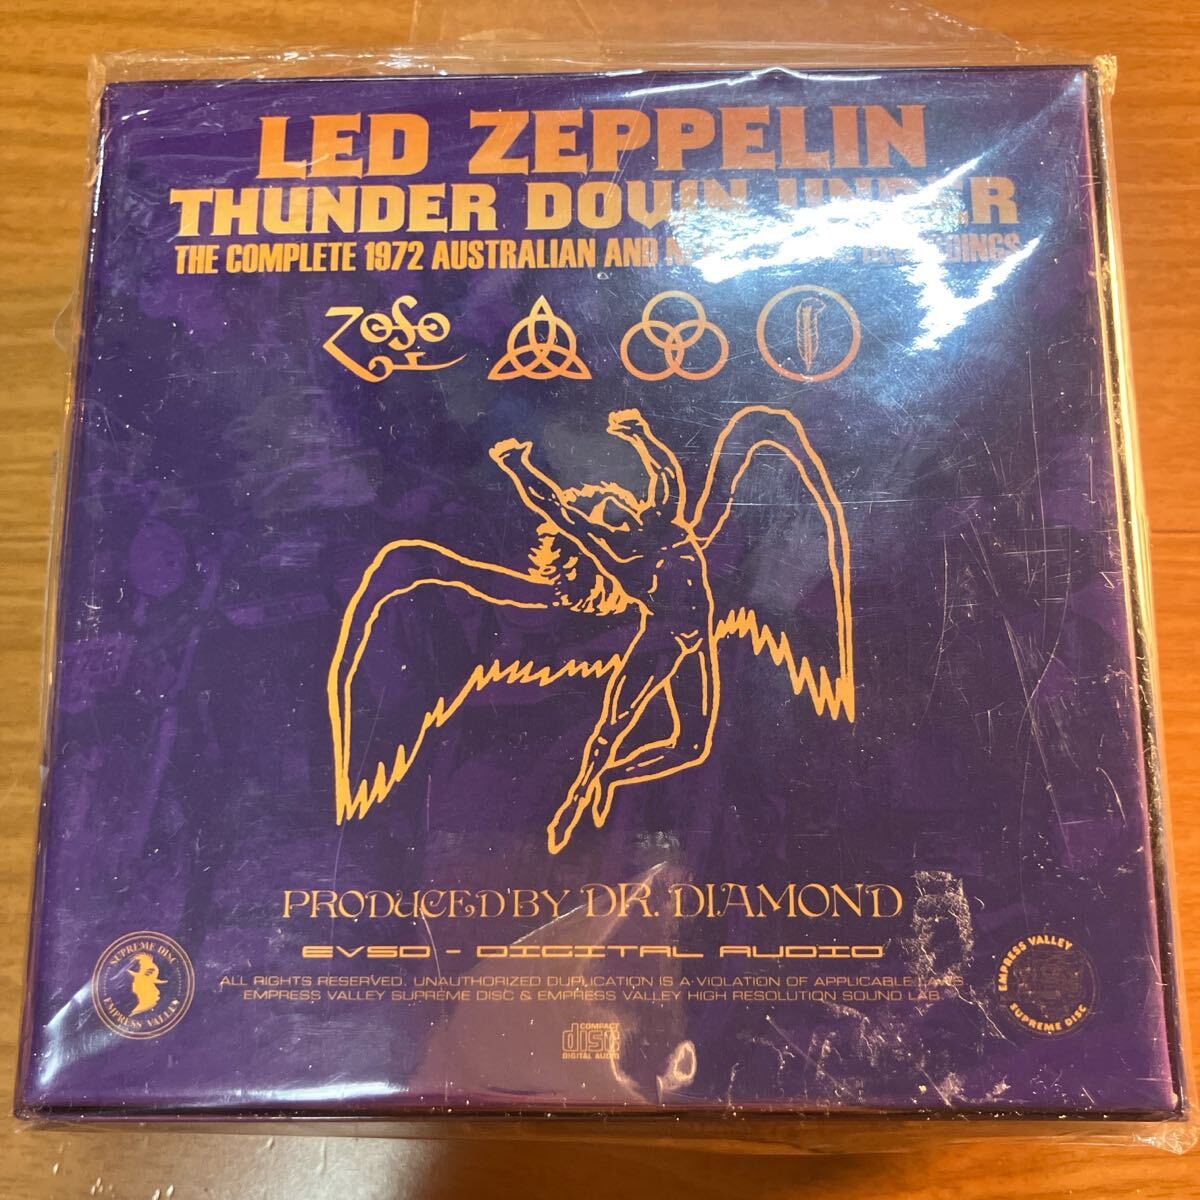 LED ZEPPELIN
THUNDER DOWN UNDER
THE COMPLETE 1972 AUSTRALIAN AND
ZoSo
PRODUCED BY DR. DIAMOND
EVSD - DIGITAL AUDIO
ALL RIGHTS RESERVED. UNAUTHORIZED DUPLICATION IS A VIOLATION OF APPLICABLE LAWS
EMPRESS VALLEY SUPREME DISC & EMPRESS VALLEY HIGH RESOLUTION SOUND LAB.
SUPREME DISC
EMPRESS VALLEY
EMPRESS VALLEY
SUPREME DISC
COMPACT
disc
DIGITAL AUDIO